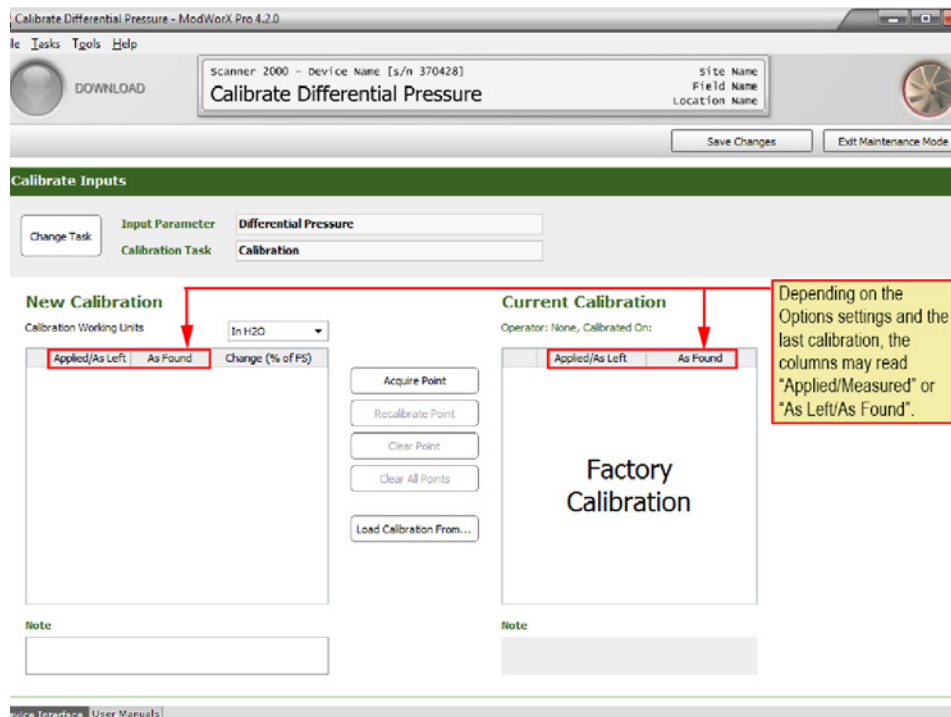 Calibrate Differential Pressure - ModWorX Pro 4.2.0
Tasks Tools Help
DOWNLOAD
Scanner 2000 - Device Name [s/n 370428]
Calibrate Differential Pressure
Site Name
Field Name
Location Name
Save Changes
Exit Maintenance Mode
Calibrate Inputs
Change Task
Input Parameter
Differential Pressure
Calibration Task
Calibration
New Calibration
Calibration Working Units
In H2O
Applied/As Left As Found Change (% of FS)
Acquire Point
Recalibrate Point
Clear Point
Clear All Points
Load Calibration From...
Note
Current Calibration
Operator: None, Calibrated On:
Applied/As Left As Found
Factory
Calibration
Note
Depending on the
Options settings and the
last calibration, the
columns may read
“Applied/Measured” or
“As Left/As Found”.
Interface User Manuals